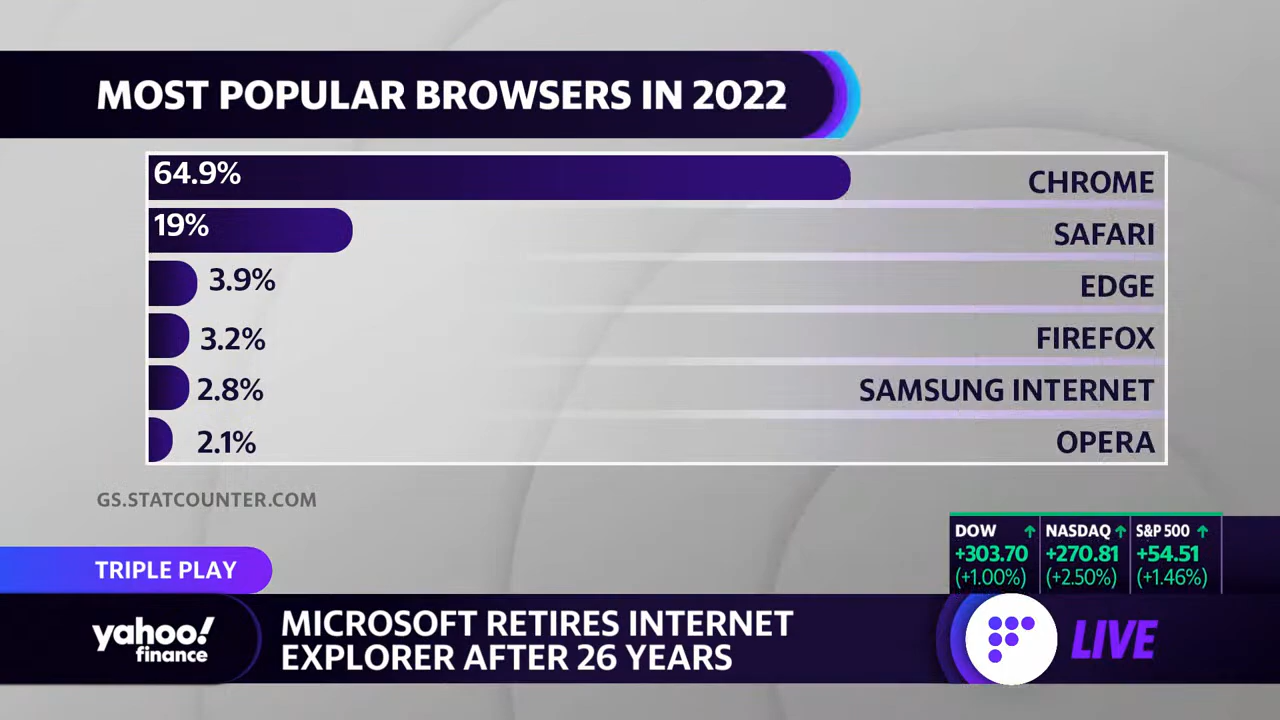 MOST POPULAR BROWSERS IN 2022
64.9% CHROME
19% SAFARI
3.9% EDGE
3.2% FIREFOX
2.8% SAMSUNG INTERNET
2.1% OPERA
GS.STATCOUNTER.COM
DOW NASDAQ S&P 500
+303.70 +270.81 +54.51
(+1.00%) (+2.50%) (+1.46%)
TRIPLE PLAY
yahoo!
finance
MICROSOFT RETIRES INTERNET
EXPLORER AFTER 26 YEARS
LIVE